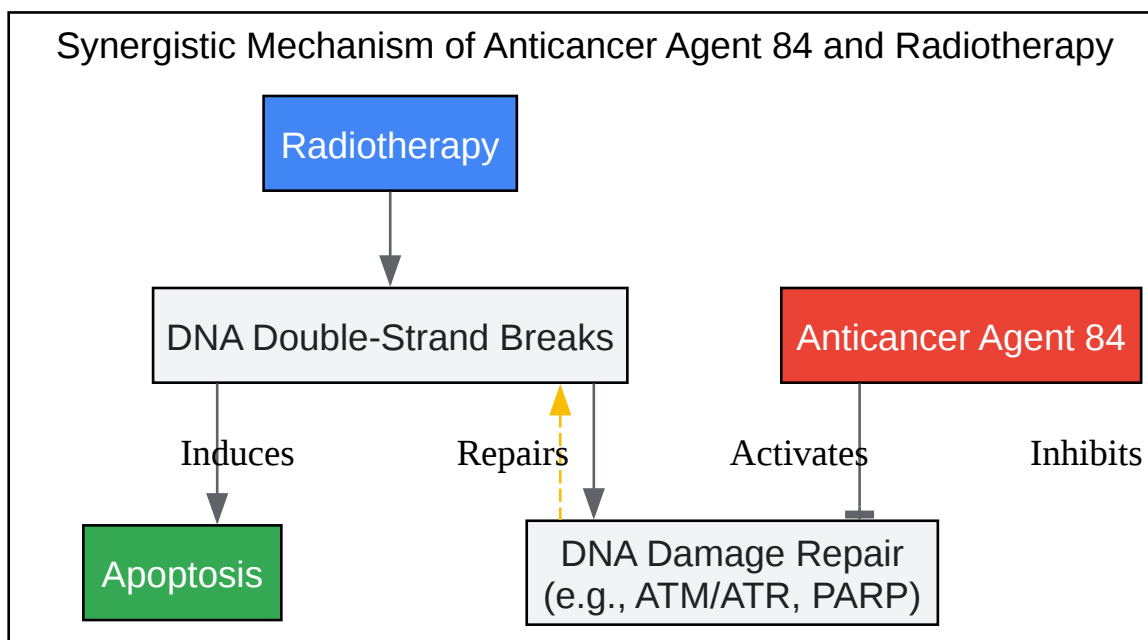 Synergistic Mechanism of Anticancer Agent 84 and Radiotherapy
Radiotherapy
DNA Double-Strand Breaks
Anticancer Agent 84
Induces
Repairs
Activates
Inhibits
Apoptosis
DNA Damage Repair
(e.g., ATM/ATR, PARP)